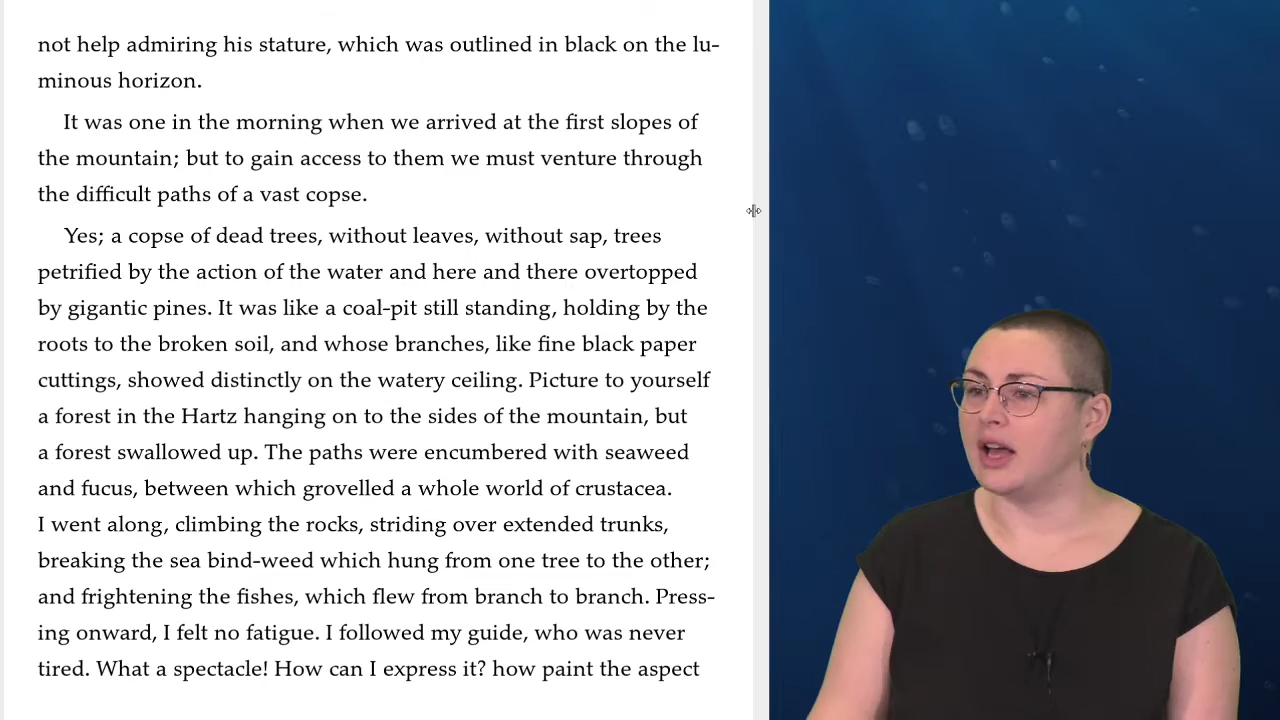 not help admiring his stature, which was outlined in black on the lu-
minous horizon.
It was one in the morning when we arrived at the first slopes of
the mountain; but to gain access to them we must venture through
the difficult paths of a vast copse.
Yes; a copse of dead trees, without leaves, without sap, trees
petrified by the action of the water and here and there overtopped
by gigantic pines. It was like a coal-pit still standing, holding by the
roots to the broken soil, and whose branches, like fine black paper
cuttings, showed distinctly on the watery ceiling. Picture to yourself
a forest in the Hartz hanging on to the sides of the mountain, but
a forest swallowed up. The paths were encumbered with seaweed
and fucus, between which grovelled a whole world of crustacea.
I went along, climbing the rocks, striding over extended trunks,
breaking the sea bind-weed which hung from one tree to the other;
and frightening the fishes, which flew from branch to branch. Press-
ing onward, I felt no fatigue. I followed my guide, who was never
tired. What a spectacle! How can I express it? how paint the aspect